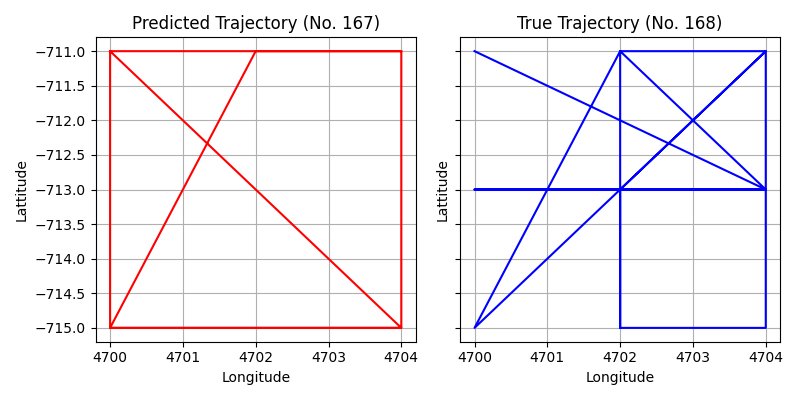 Predicted Trajectory (No. 167)
True Trajectory (No. 168)
Lattitude
−711.0
−711.5
−712.0
−712.5
−713.0
−713.5
−714.0
−714.5
−715.0
4700 4701 4702 4703 4704
Longitude
Lattitude
4700 4701 4702 4703 4704
Longitude